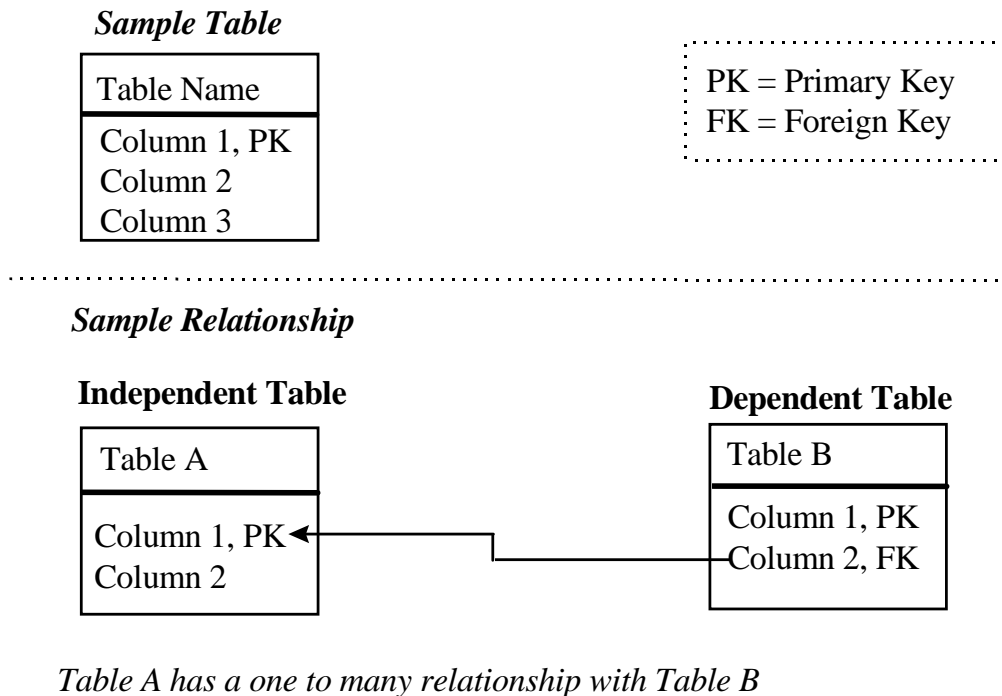 Sample Table
Table Name
Column 1, PK
Column 2
Column 3
PK = Primary Key
FK = Foreign Key
Sample Relationship
Independent Table
Table A
Column 1, PK
Column 2
Dependent Table
Table B
Column 1, PK
Column 2, FK
Table A has a one to many relationship with Table B